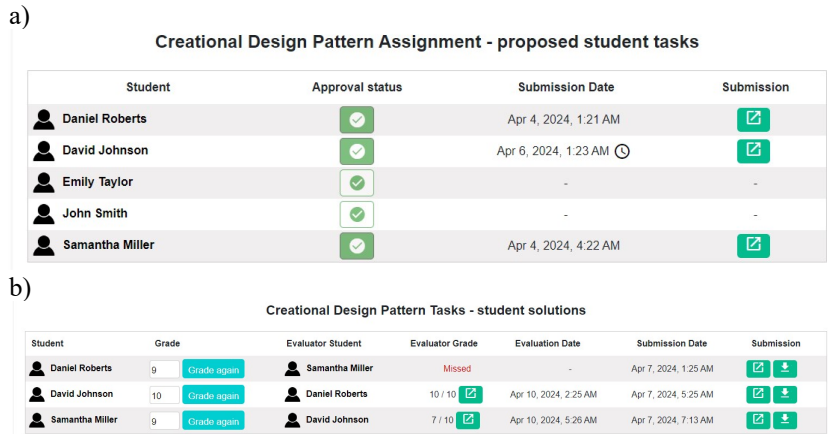 a)
Creational Design Pattern Assignment - proposed student tasks
Student Approval status Submission Date Submission
Daniel Roberts Apr 4, 2024, 1:21 AM
David Johnson Apr 6, 2024, 1:23 AM
Emily Taylor - -
John Smith - -
Samantha Miller Apr 4, 2024, 4:22 AM
b)
Creational Design Pattern Tasks - student solutions
Student Grade Evaluator Student Evaluator Grade Evaluation Date Submission Date Submission
Daniel Roberts 9 Grade again Samantha Miller Missed - Apr 7, 2024, 1:25 AM
David Johnson 10 Grade again Daniel Roberts 10 / 10 Apr 10, 2024, 2:25 AM Apr 7, 2024, 5:25 AM
Samantha Miller 9 Grade again David Johnson 7 / 10 Apr 10, 2024, 5:26 AM Apr 7, 2024, 7:13 AM